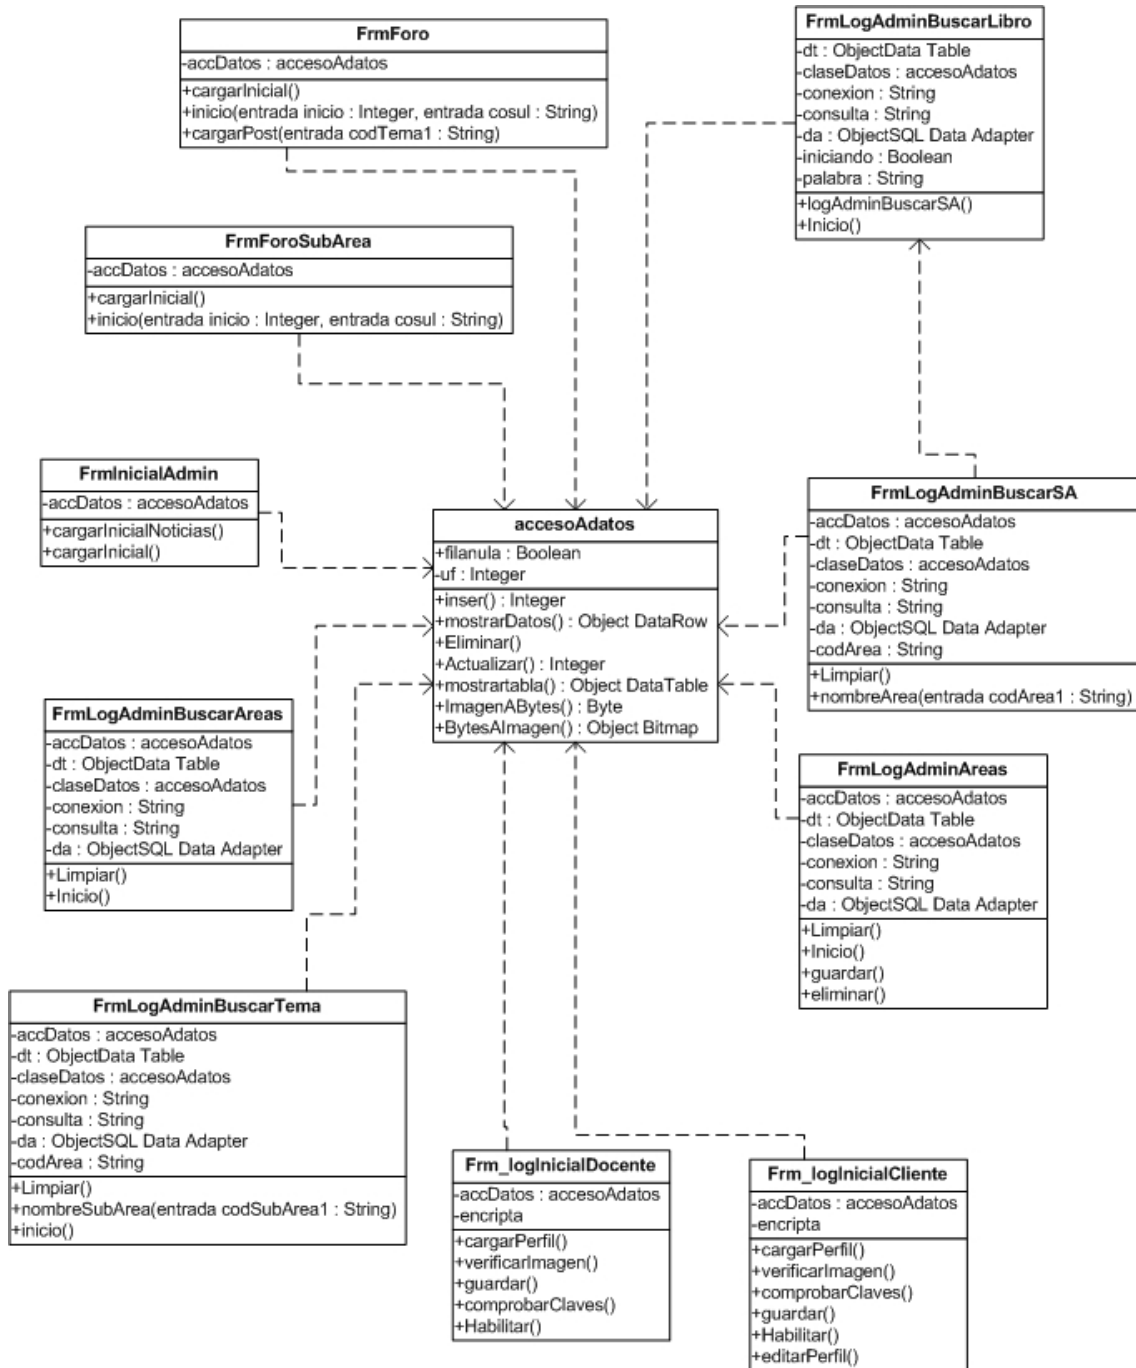 FrmForo
-accDatos : accesoAdatos
+cargarInicial()
+inicio(entrada inicio : Integer, entrada cosul : String)
+cargarPost(entrada codTema1 : String)
FrmLogAdminBuscarLibro
-dt : ObjectData Table
-claseDatos : accesoAdatos
-conexion : String
-consulta : String
-da : ObjectSQL Data Adapter
-iniciando : Boolean
-palabra : String
+logAdminBuscarSA()
+Inicio()
FrmForoSubArea
-accDatos : accesoAdatos
+cargarInicial()
+inicio(entrada inicio : Integer, entrada cosul : String)
FrmInicialAdmin
-accDatos : accesoAdatos
+cargarInicialNoticias()
+cargarInicial()
accesoAdatos
+filanula : Boolean
-uf : Integer
+inser() : Integer
+mostrarDatos() : Object DataRow
+Eliminar()
+Actualizar() : Integer
+mostrartabla() : Object DataTable
+ImagenABytes() : Byte
+BytesAImagen() : Object Bitmap
FrmLogAdminBuscarSA
-accDatos : accesoAdatos
-dt : ObjectData Table
-claseDatos : accesoAdatos
-conexion : String
-consulta : String
-da : ObjectSQL Data Adapter
-codArea : String
+Limpiar()
+nombreArea(entrada codArea1 : String)
FrmLogAdminBuscarAreas
-accDatos : accesoAdatos
-dt : ObjectData Table
-claseDatos : accesoAdatos
-conexion : String
-consulta : String
-da : ObjectSQL Data Adapter
+Limpiar()
+Inicio()
FrmLogAdminAreas
-accDatos : accesoAdatos
-dt : ObjectData Table
-claseDatos : accesoAdatos
-conexion : String
-consulta : String
-da : ObjectSQL Data Adapter
+Limpiar()
+Inicio()
+guardar()
+eliminar()
FrmLogAdminBuscarTema
-accDatos : accesoAdatos
-dt : ObjectData Table
-claseDatos : accesoAdatos
-conexion : String
-consulta : String
-da : ObjectSQL Data Adapter
-codArea : String
+Limpiar()
+nombreSubArea(entrada codSubArea1 : String)
+inicio()
Frm_logInicialDocente
-accDatos : accesoAdatos
-encripta
+cargarPerfil()
+verificarImagen()
+guardar()
+comprobarClaves()
+Habilitar()
Frm_logInicialCliente
-accDatos : accesoAdatos
-encripta
+cargarPerfil()
+verificarImagen()
+comprobarClaves()
+guardar()
+Habilitar()
+editarPerfil()